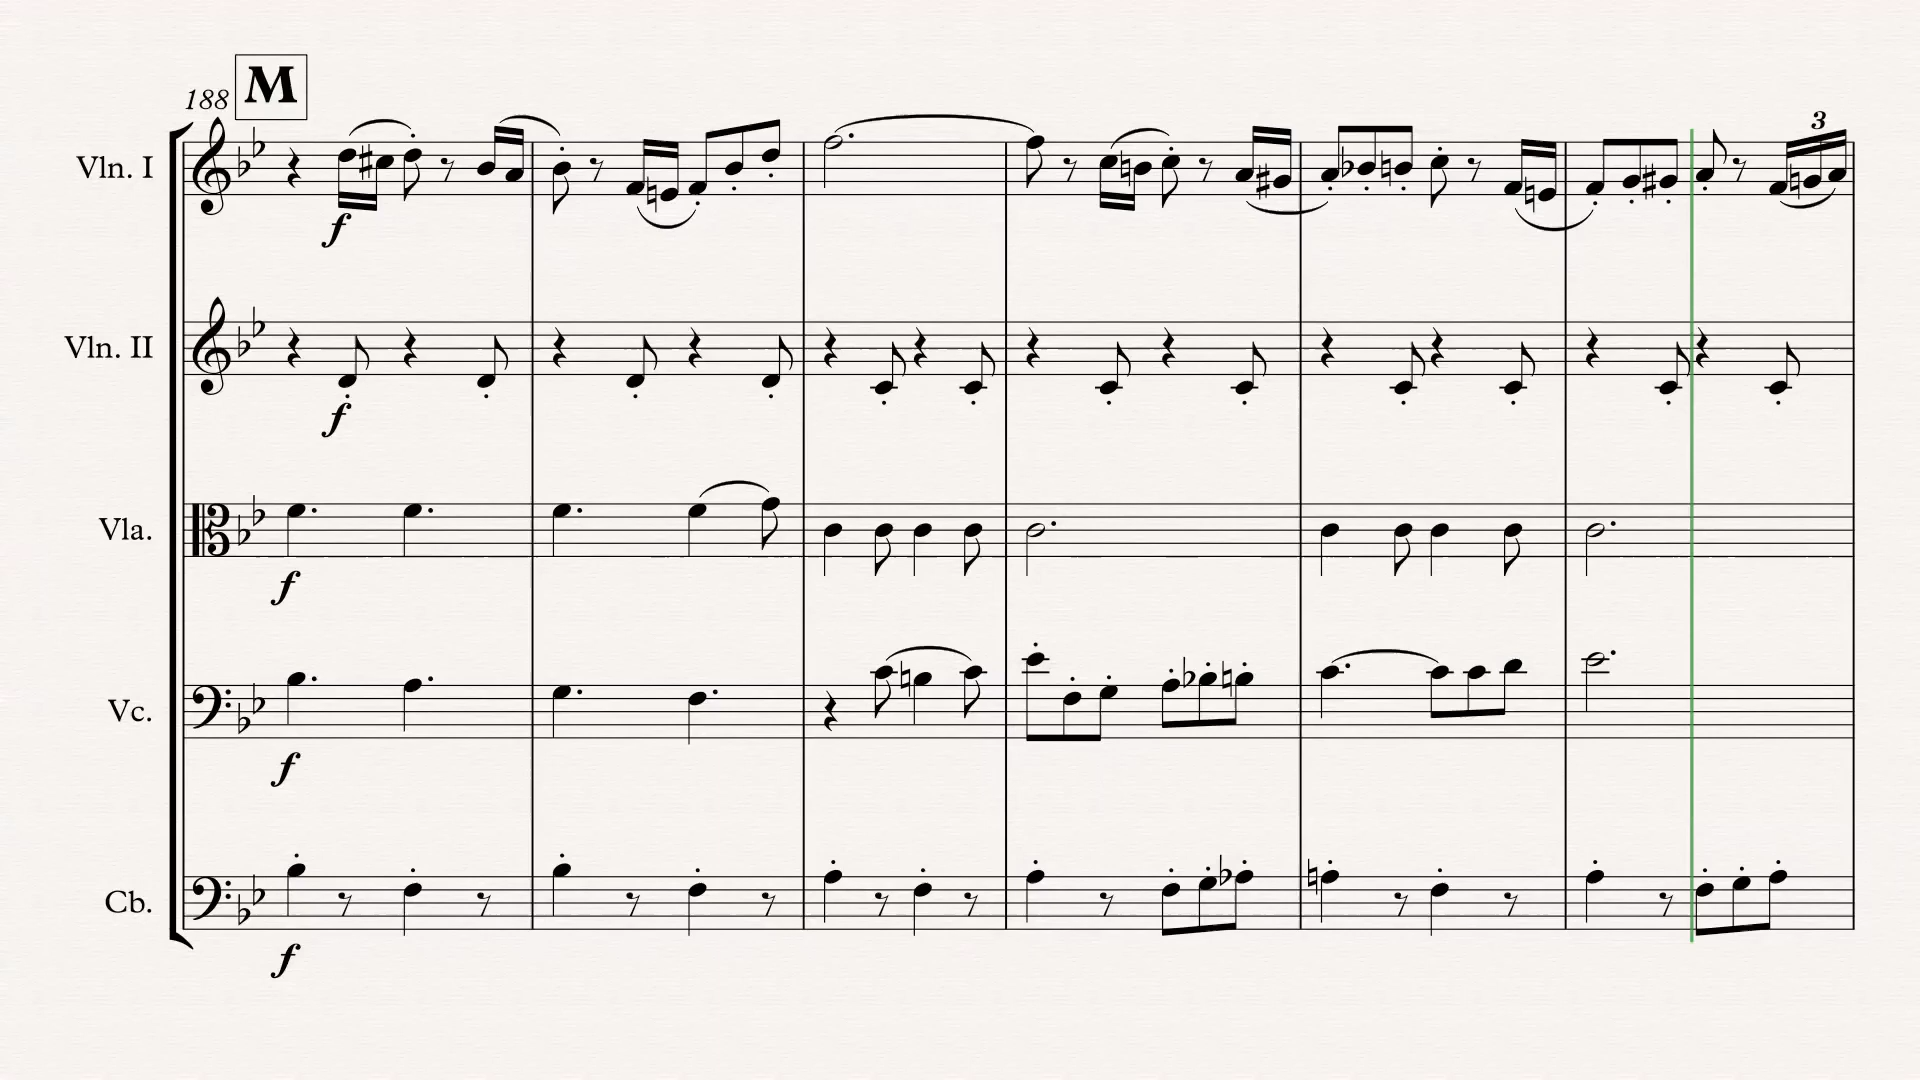 188 M
Vln. I
f
3
Vln. II
f
Vla.
f
Vc.
f
Cb.
f